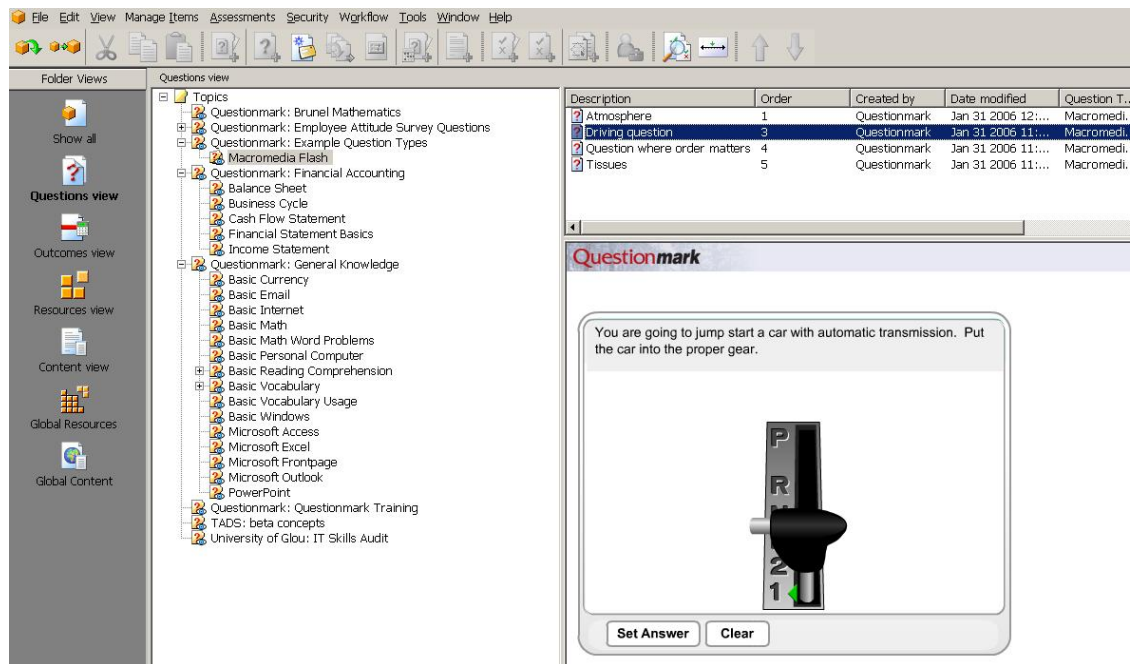 File Edit View Manage Items Assessments Security Workflow Tools Window Help
Folder Views
Show all
Questions view
Outcomes view
Resources view
Content view
Global Resources
Global Content
Questions view
Topics
Questionmark: Brunel Mathematics
Questionmark: Employee Attitude Survey Questions
Questionmark: Example Question Types
Macromedia Flash
Questionmark: Financial Accounting
Balance Sheet
Business Cycle
Cash Flow Statement
Financial Statement Basics
Income Statement
Questionmark: General Knowledge
Basic Currency
Basic Email
Basic Internet
Basic Math
Basic Math Word Problems
Basic Personal Computer
Basic Reading Comprehension
Basic Vocabulary
Basic Vocabulary Usage
Basic Windows
Microsoft Access
Microsoft Excel
Microsoft Frontpage
Microsoft Outlook
PowerPoint
Questionmark: Questionmark Training
TADS: beta concepts
University of Glou: IT Skills Audit
Description Order Created by Date modified Question T...
Atmosphere 1 Questionmark Jan 31 2006 12:... Macromedi.
Driving question 3 Questionmark Jan 31 2006 11:... Macromedi.
Question where order matters 4 Questionmark Jan 31 2006 11:... Macromedi.
Tissues 5 Questionmark Jan 31 2006 11:... Macromedi.
Questionmark
You are going to jump start a car with automatic transmission. Put
the car into the proper gear.
P
R
2
1
Set Answer Clear